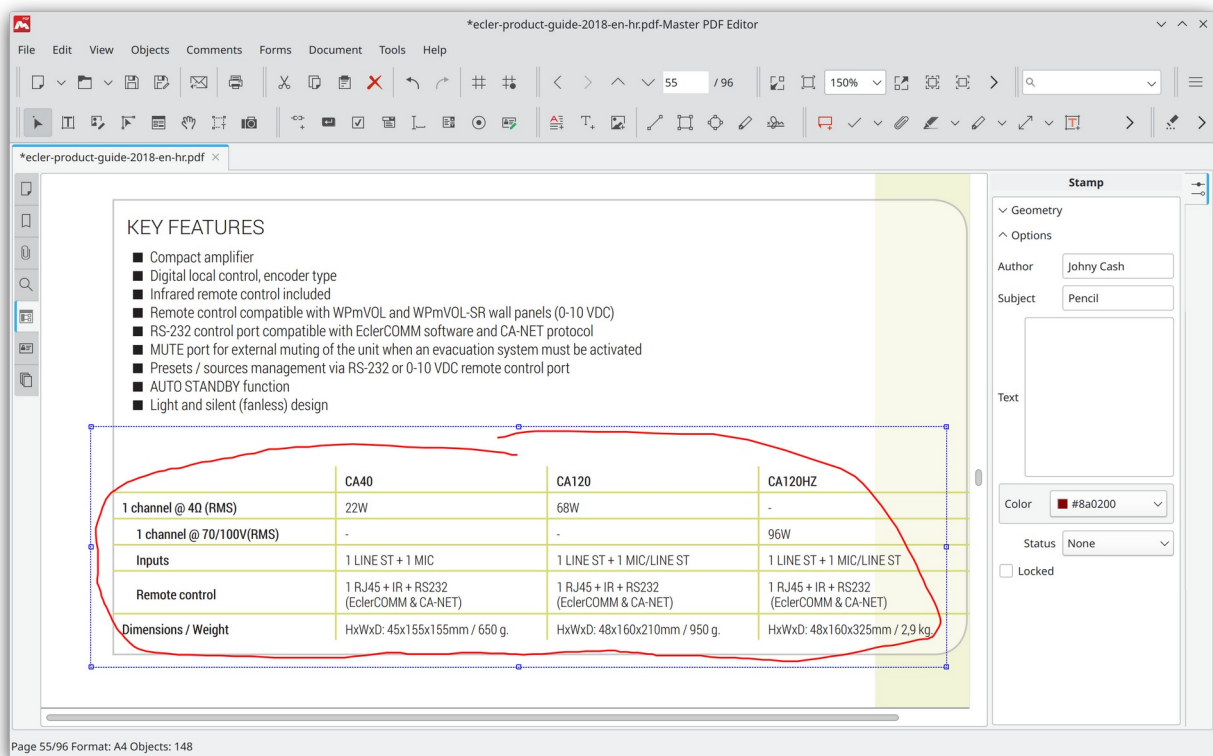 *ecler-product-guide-2018-en-hr.pdf-Master PDF Editor
File Edit View Objects Comments Forms Document Tools Help
55 / 96 150%
*ecler-product-guide-2018-en-hr.pdf
Stamp
Geometry
Options
Author Johny Cash
Subject Pencil
Text
Color #8a0200
Status None
Locked
KEY FEATURES
Compact amplifier
Digital local control, encoder type
Infrared remote control included
Remote control compatible with WPmVOL and WPmVOL-SR wall panels (0-10 VDC)
RS-232 control port compatible with EclerCOMM software and CA-NET protocol
MUTE port for external muting of the unit when an evacuation system must be activated
Presets / sources management via RS-232 or 0-10 VDC remote control port
AUTO STANDBY function
Light and silent (fanless) design
CA40 CA120 CA120HZ
1 channel @ 4Ω (RMS) 22W 68W -
1 channel @ 70/100V(RMS) - - 96W
Inputs 1 LINE ST + 1 MIC 1 LINE ST + 1 MIC/LINE ST 1 LINE ST + 1 MIC/LINE ST
Remote control 1 RJ45 + IR + RS232 1 RJ45 + IR + RS232 1 RJ45 + IR + RS232
(EclerCOMM & CA-NET) (EclerCOMM & CA-NET) (EclerCOMM & CA-NET)
Dimensions / Weight HxWxD: 45x155x155mm / 650 g. HxWxD: 48x160x210mm / 950 g. HxWxD: 48x160x325mm / 2,9 kg.
Page 55/96 Format: A4 Objects: 148